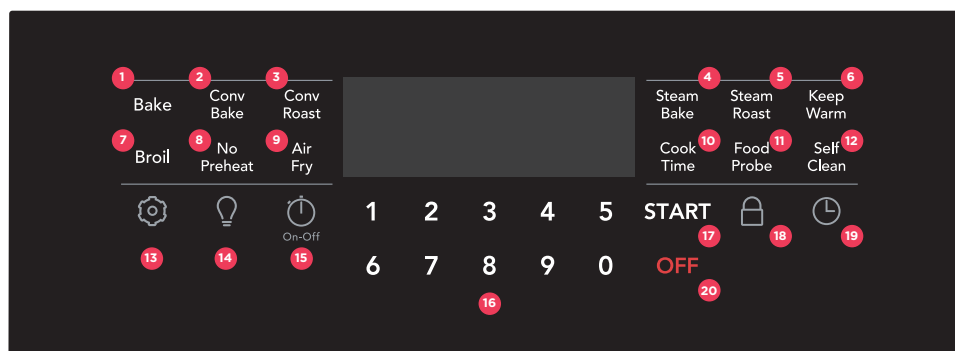 1 2 3 4 5 6
Bake Conv Bake Conv Roast Steam Bake Steam Roast Keep Warm
7 8 9 10 11 12
Broil No Preheat Air Fry Cook Time Food Probe Self Clean
On-Off
1 2 3 4 5 START
13 14 15 17 18 19
6 7 8 9 0 OFF
16 20